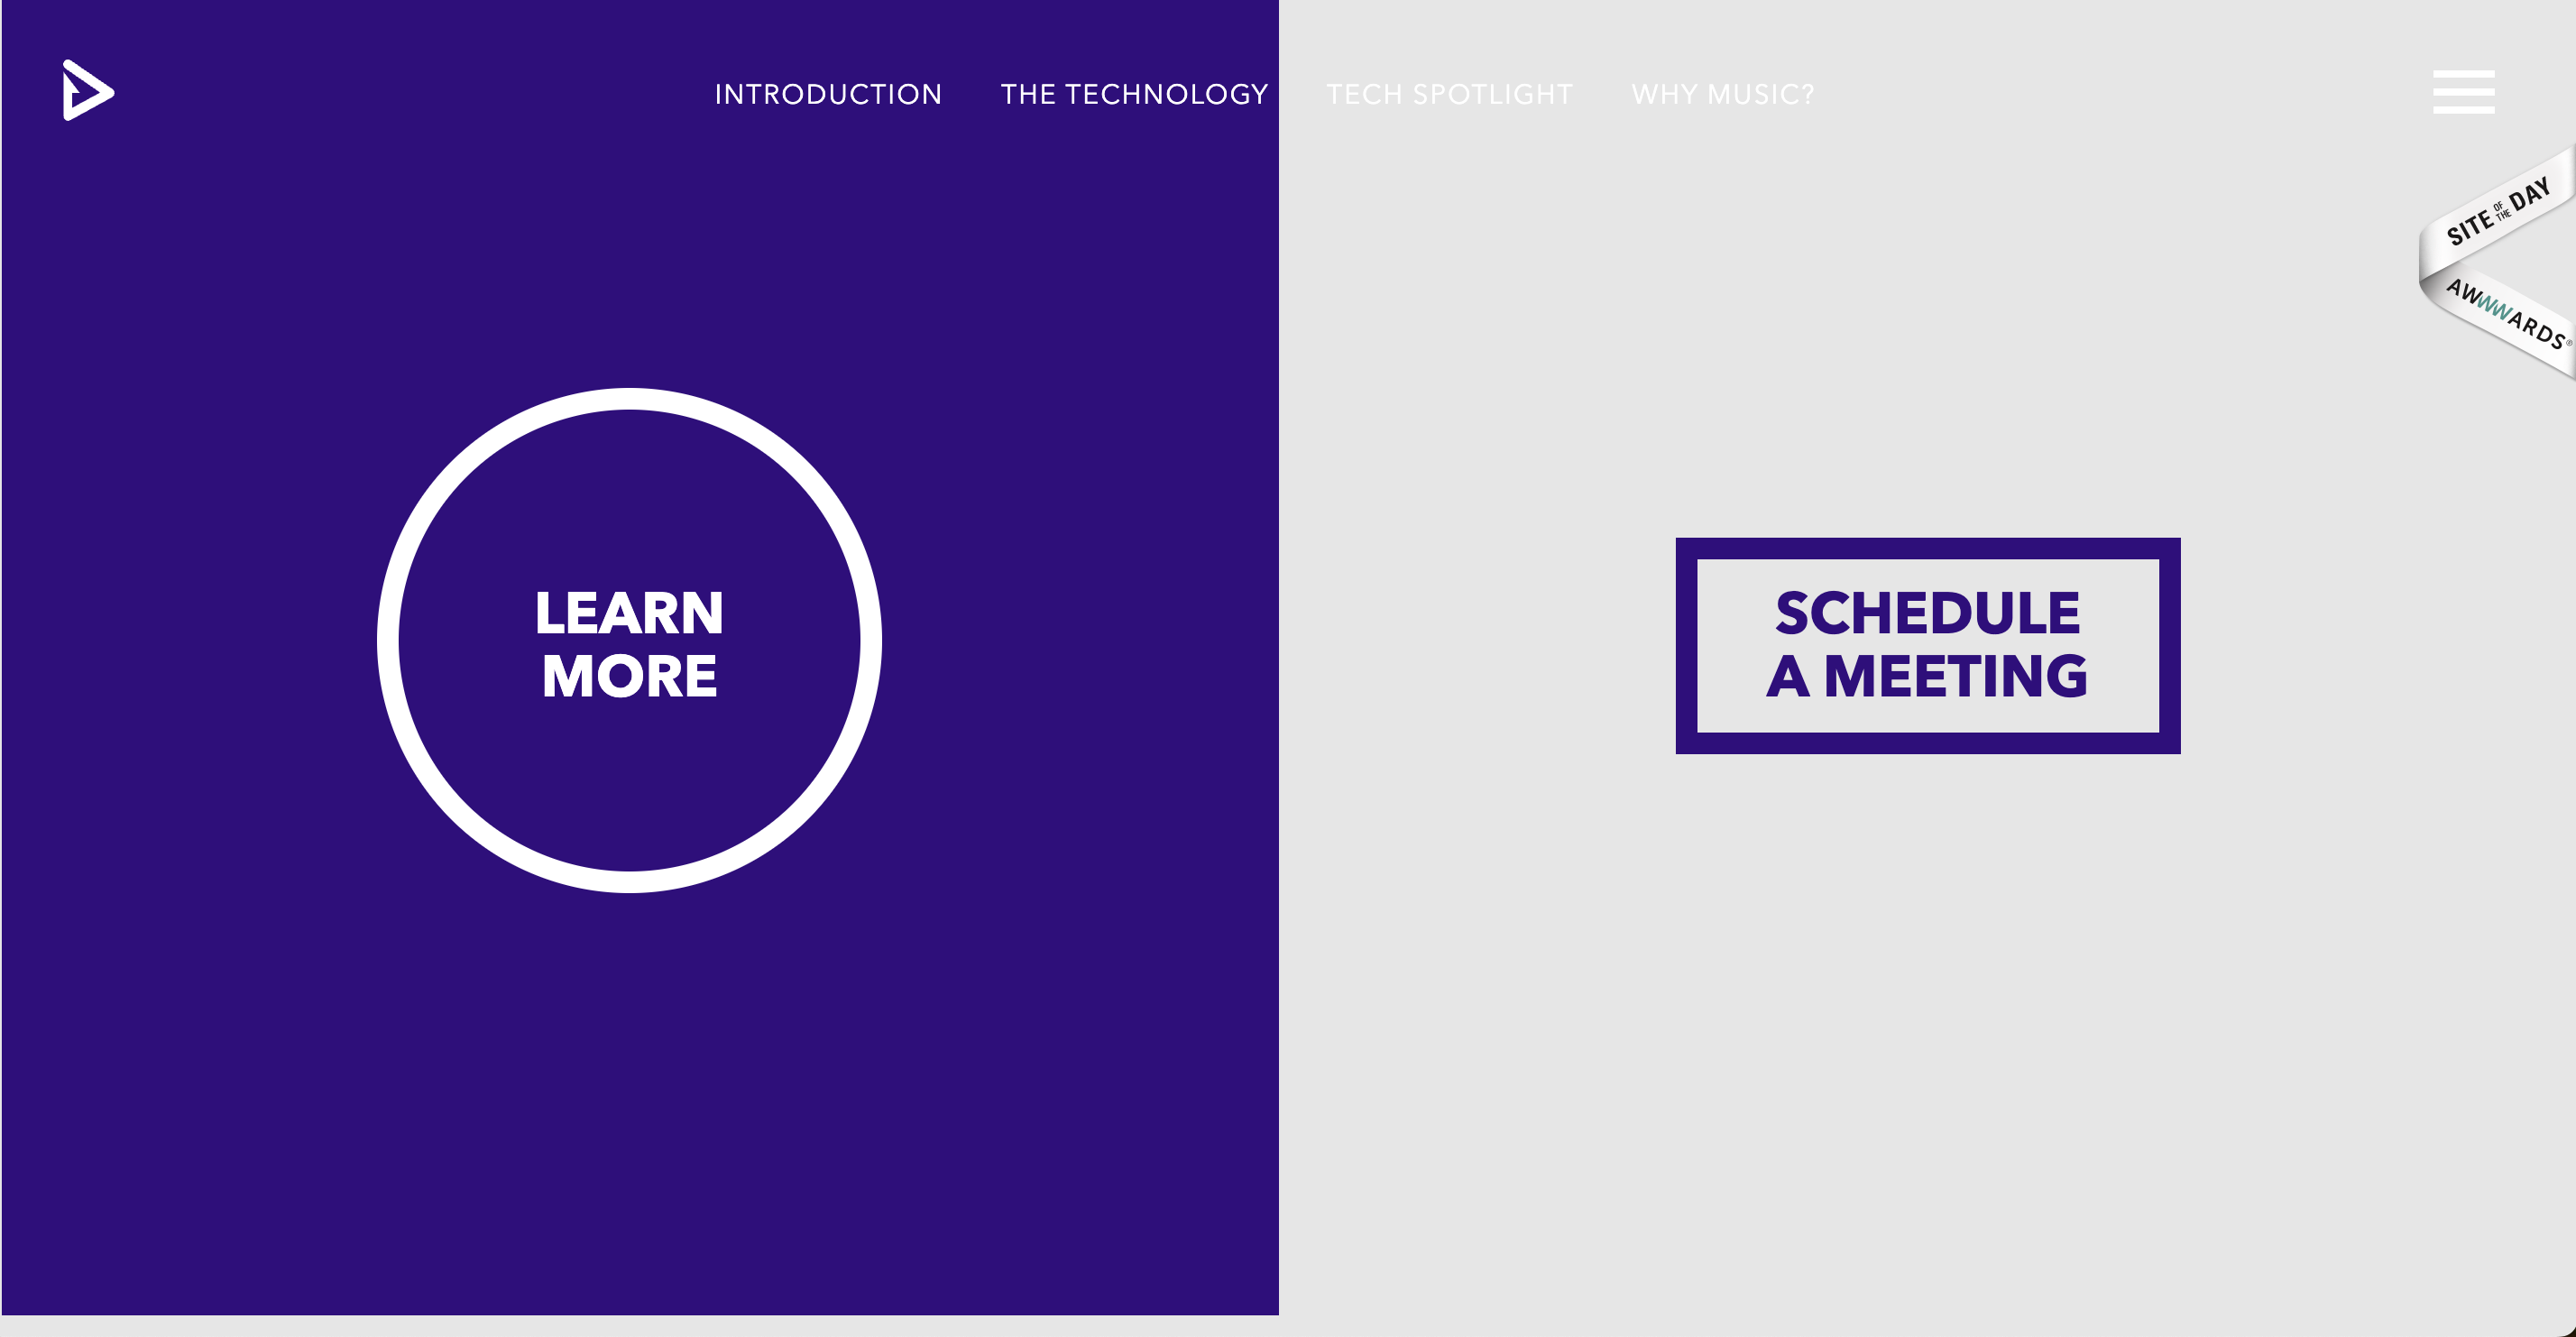 INTRODUCTION THE TECHNOLOGY TECH SPOTLIGHT WHY MUSIC?
SITE OF THE DAY
AWWWARDS®
LEARN
MORE
SCHEDULE
A MEETING